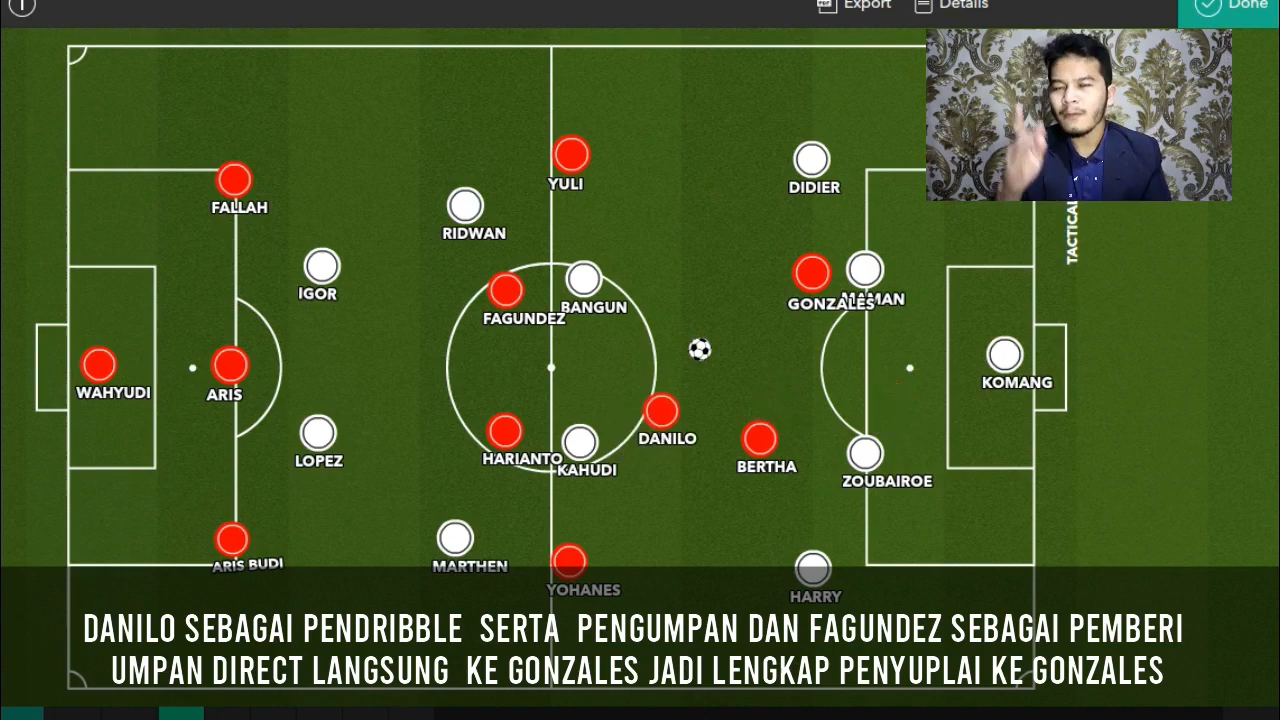 Export
Details
Done
TACTICAL
YULI
DIDIER
FALLAH
RIDWAN
IGOR
GONZALES
MAMAN
BANGUN
FAGUNDEZ
KOMANG
WAHYUDI
ARIS
DANILO
LOPEZ
HARIANTO
KAHUDI
BERTHA
ZOUBAIROE
ARIS BUDI
MARTHEN
YOHANES
HARRY
DANILO SEBAGAI PENDRIBBLE SERTA PENGUMPAN DAN FAGUNDEZ SEBAGAI PEMBERI
UMPAN DIRECT LANGSUNG KE GONZALES JADI LENGKAP PENYUPLAI KE GONZALES